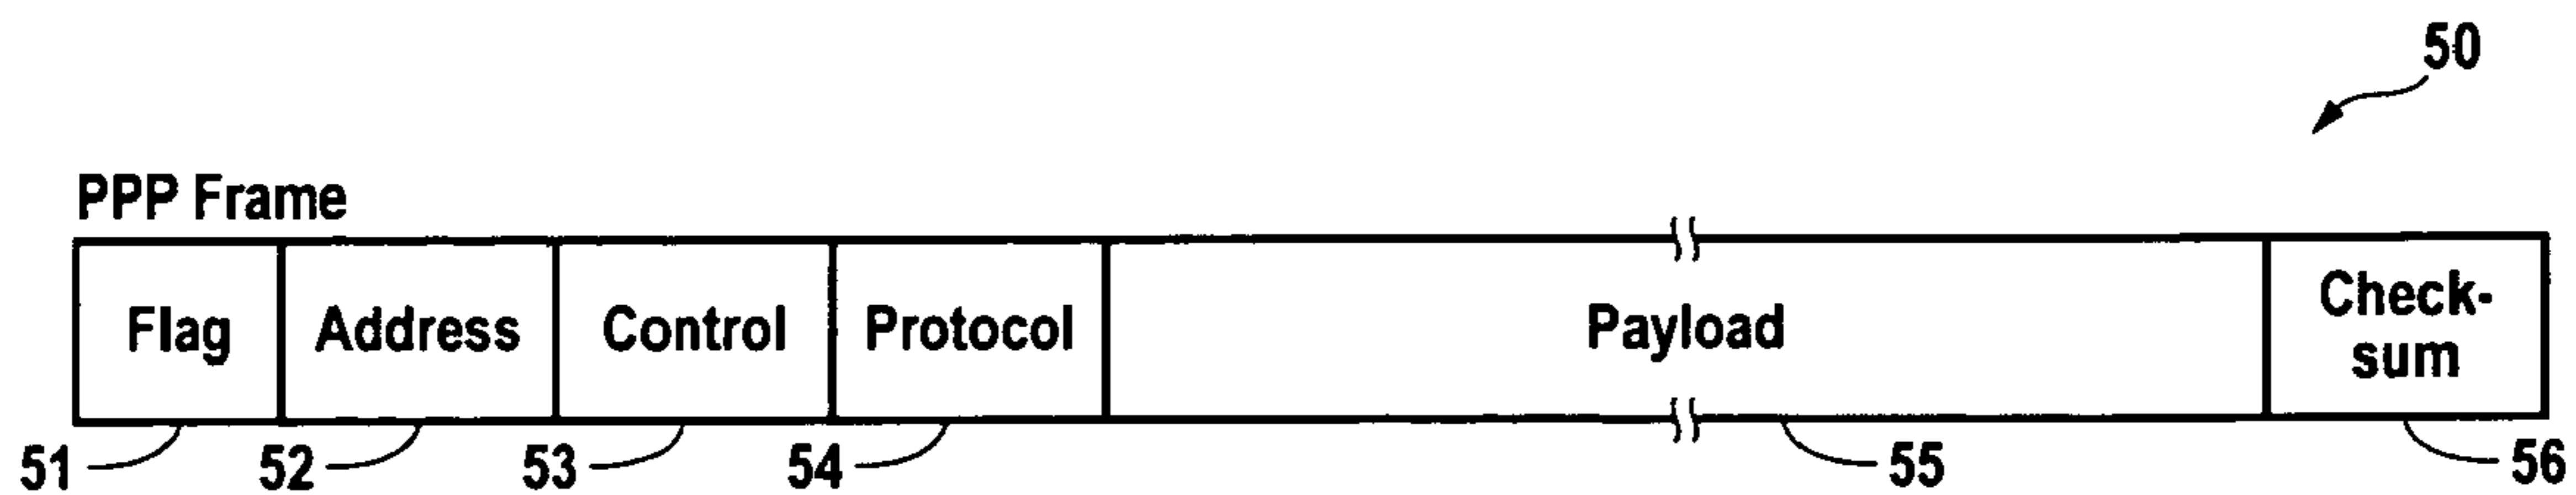 50
PPP Frame
Flag
Address
Control
Protocol
Payload
Check-
sum
51
52
53
54
55
56